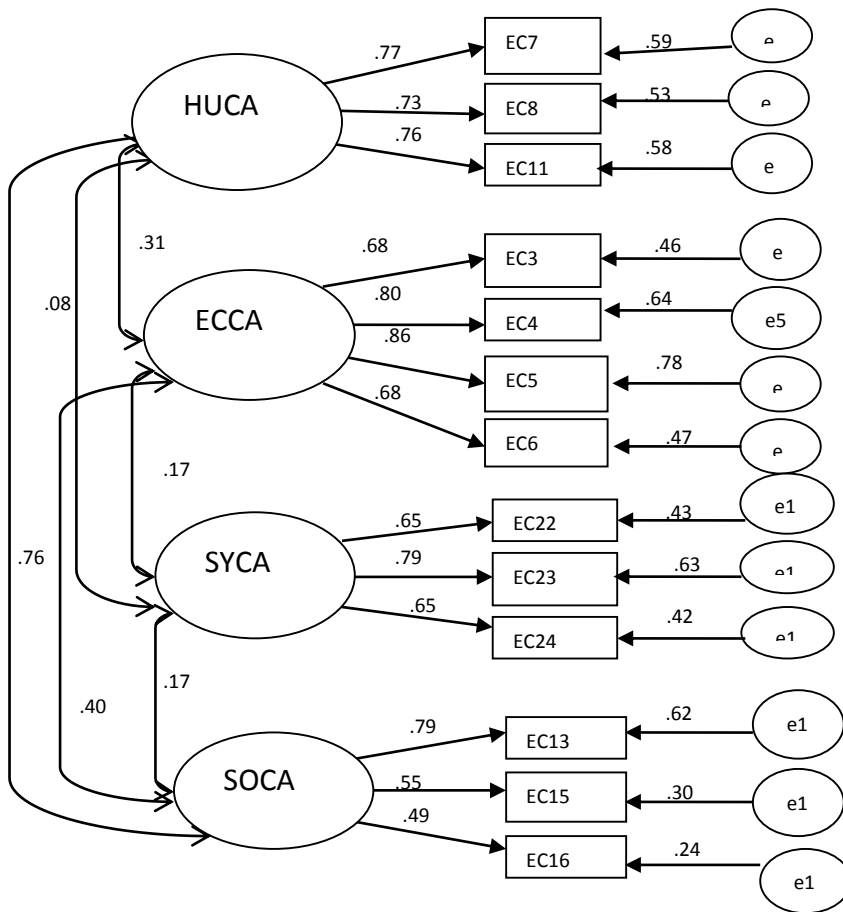 .77 EC7 .59
HUCA .73 EC8 .53
.76 EC11 .58 e
.31
.68 EC3 .46 e
.08
ECCA .80 EC4 .64 e5
.86 EC5 .78
.68 EC6 .47
.17
.65 EC22 .43 e1
.76 SYCA .79 EC23 .63
.65 EC24 .42
.40 .17
.79 EC13 .62 e1
SOCA .55 EC15 .30 e1
.49 EC16 .24 e1